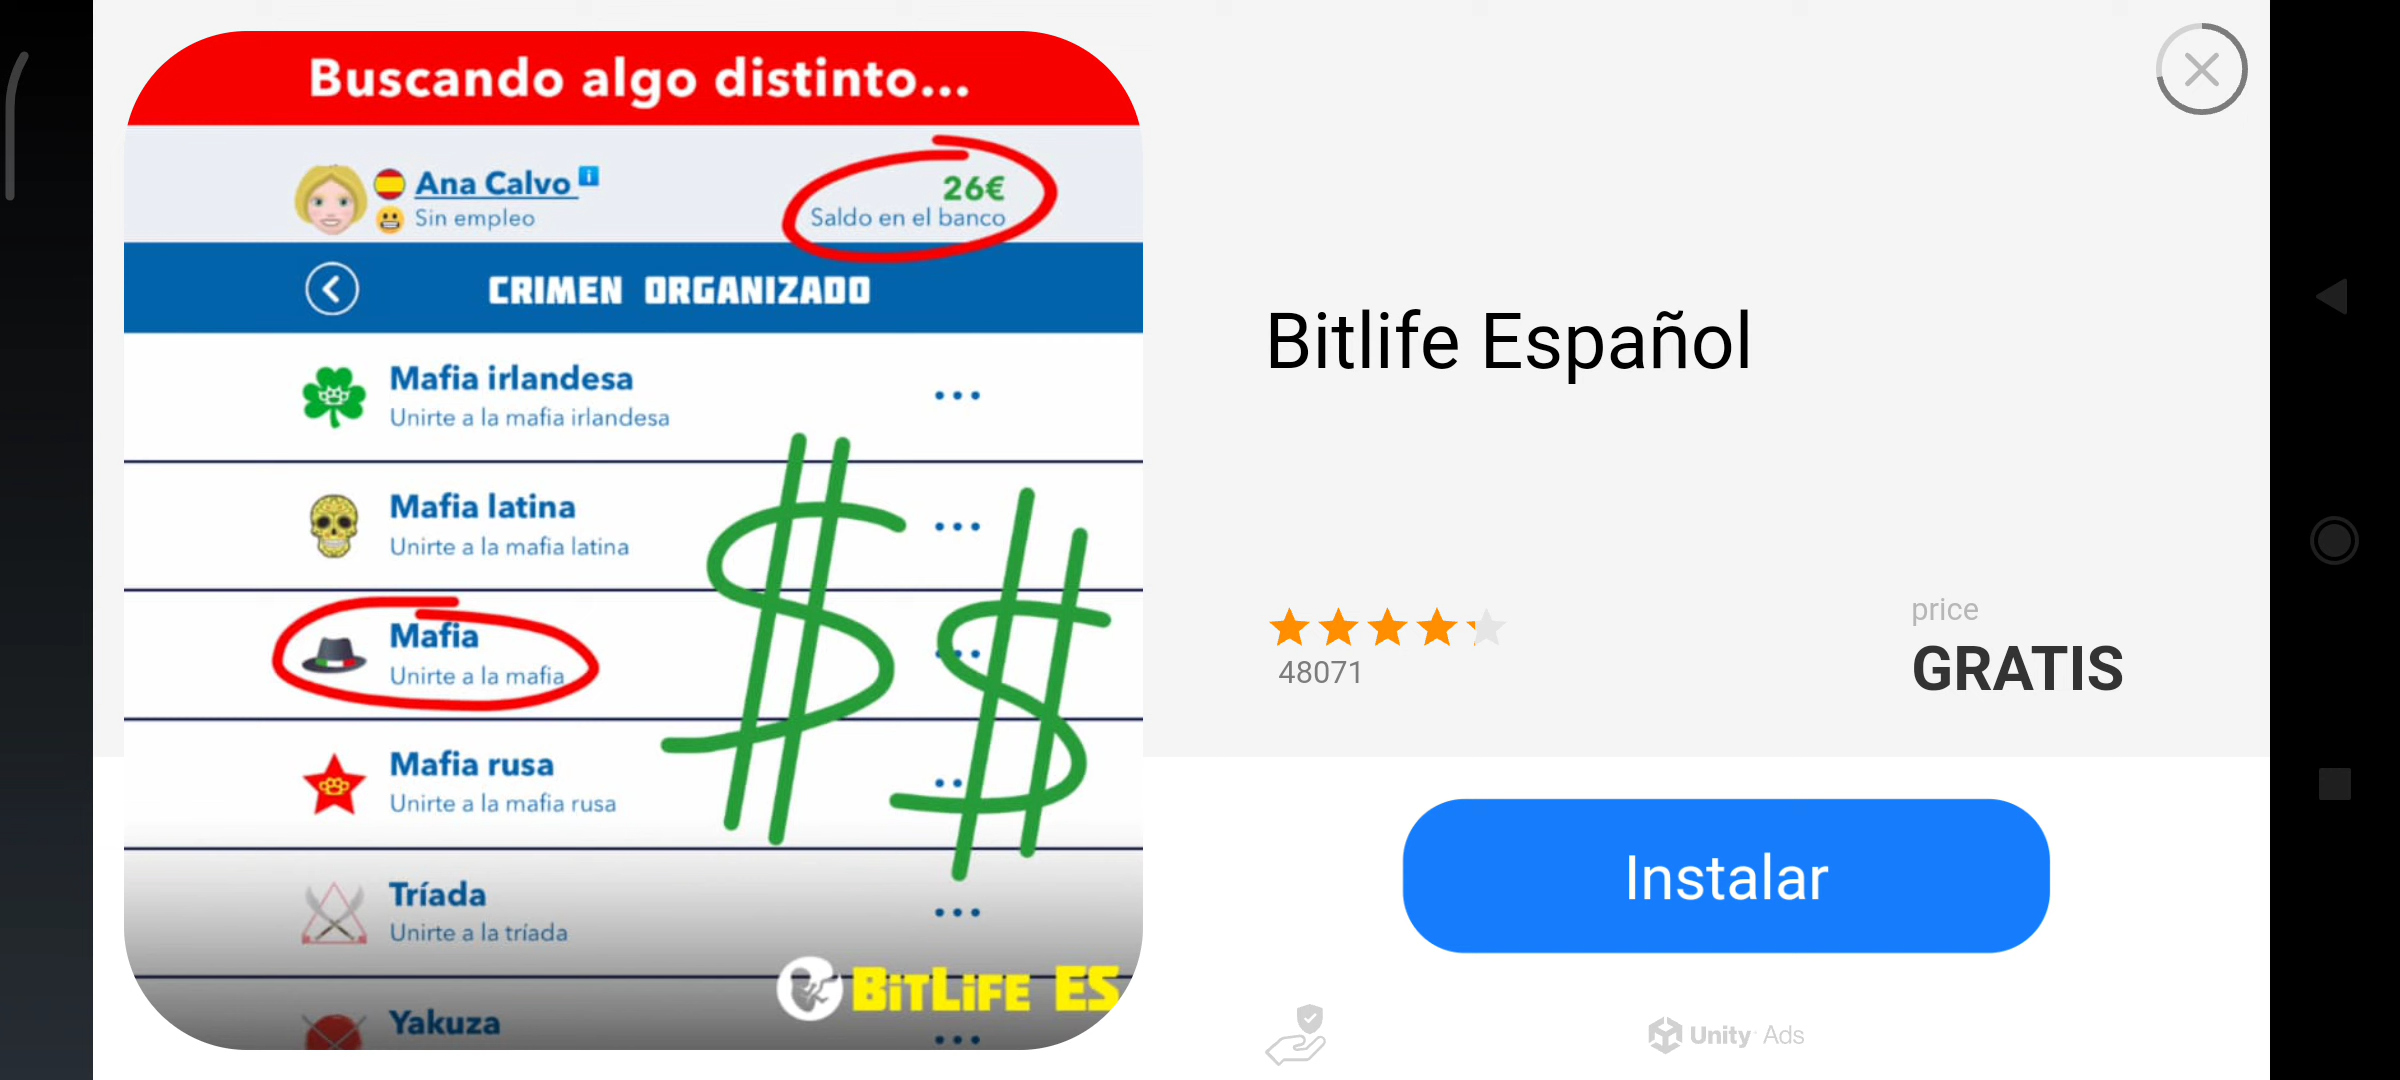 Buscando algo distinto...
Ana Calvo i
Sin empleo
26€
Saldo en el banco
CRIMEN ORGANIZADO
Mafia irlandesa
Unirte a la mafia irlandesa
Mafia latina
Unirte a la mafia latina
Mafia
Unirte a la mafia
Mafia rusa
Unirte a la mafia rusa
Tríada
Unirte a la tríada
Yakuza
BitLife ES
$$
Bitlife Español
48071
price
GRATIS
Instalar
Unity Ads